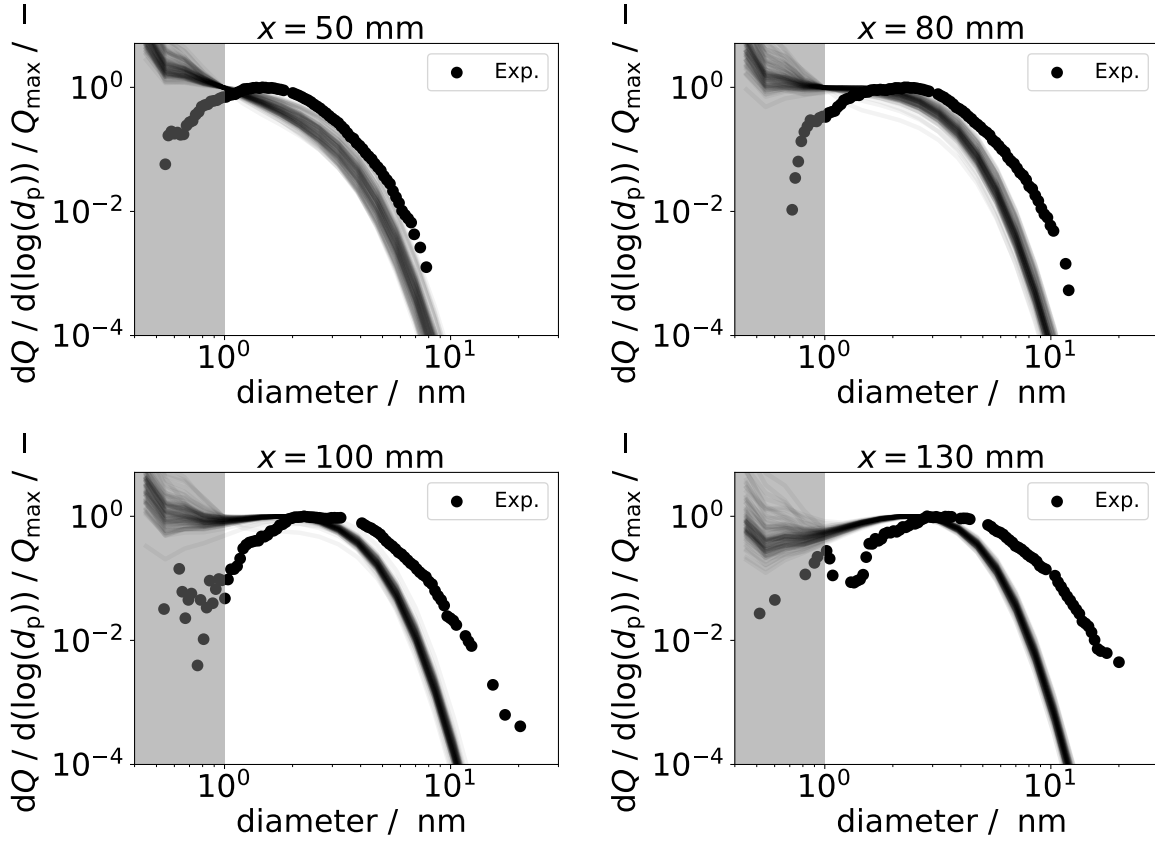 x = 50 mm
dQ / d(log(d_p)) / Q_max / −
10^0
10^−2
10^−4
Exp.
10^0 10^1
diameter / nm
x = 80 mm
dQ / d(log(d_p)) / Q_max / −
10^0
10^−2
10^−4
Exp.
10^0 10^1
diameter / nm
x = 100 mm
dQ / d(log(d_p)) / Q_max / −
10^0
10^−2
10^−4
Exp.
10^0 10^1
diameter / nm
x = 130 mm
dQ / d(log(d_p)) / Q_max / −
10^0
10^−2
10^−4
Exp.
10^0 10^1
diameter / nm